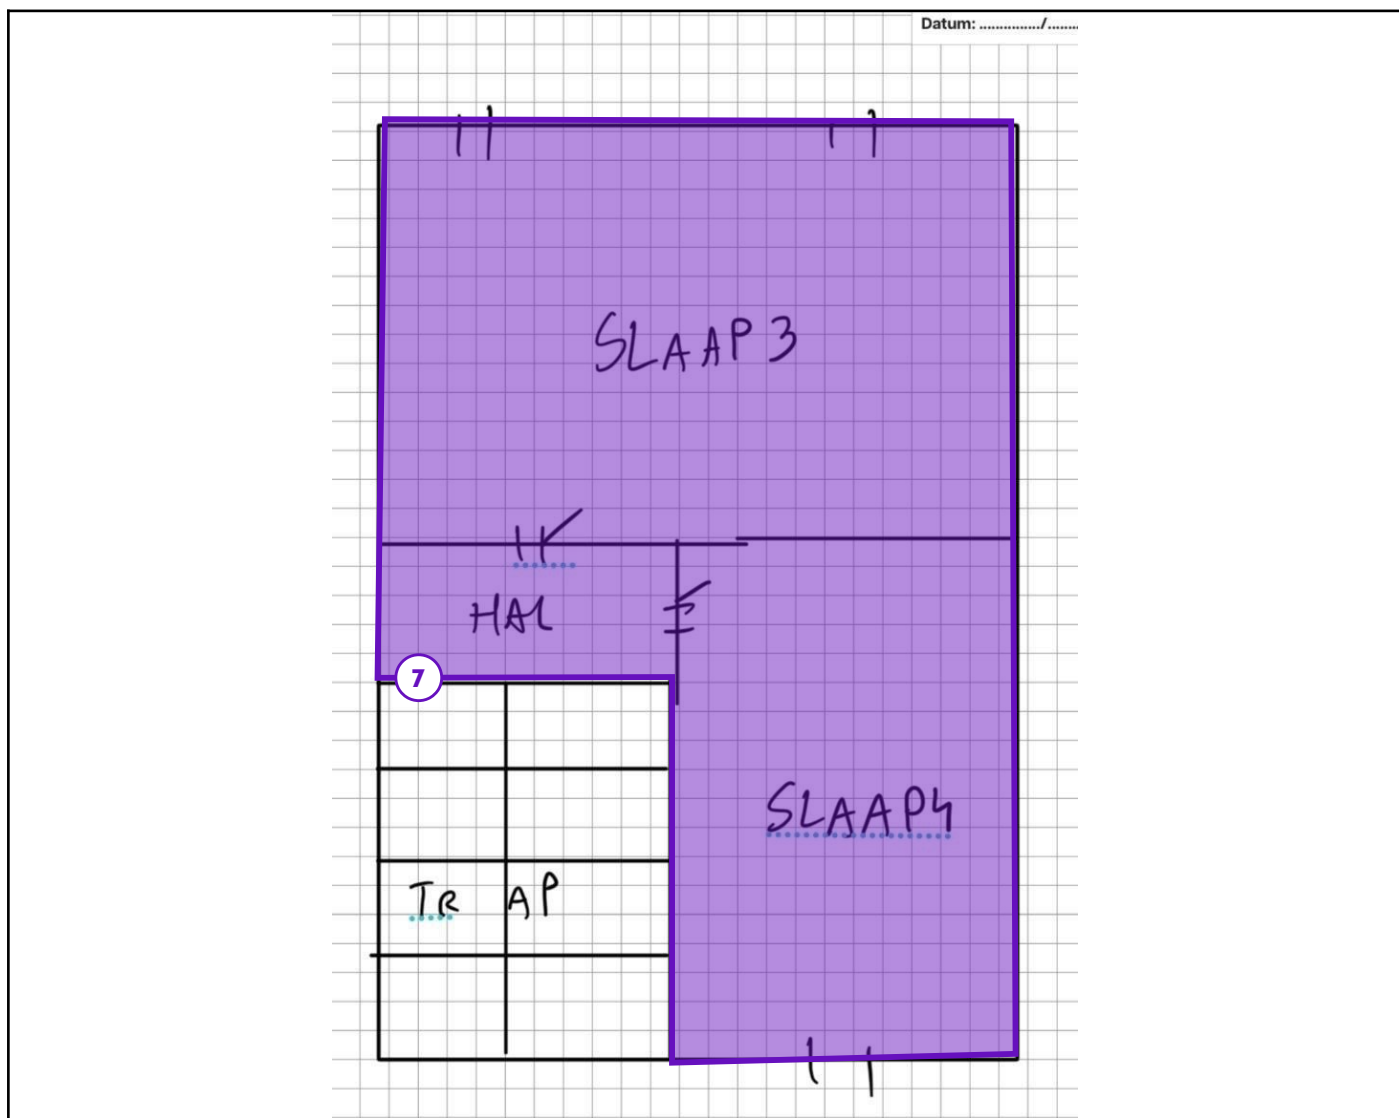 Datum: ............../........
SLAAP 3
HAL
7
SLAAP4
TR AP